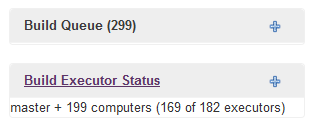 Build Queue (299)
Build Executor Status
master + 199 computers (169 of 182 executors)